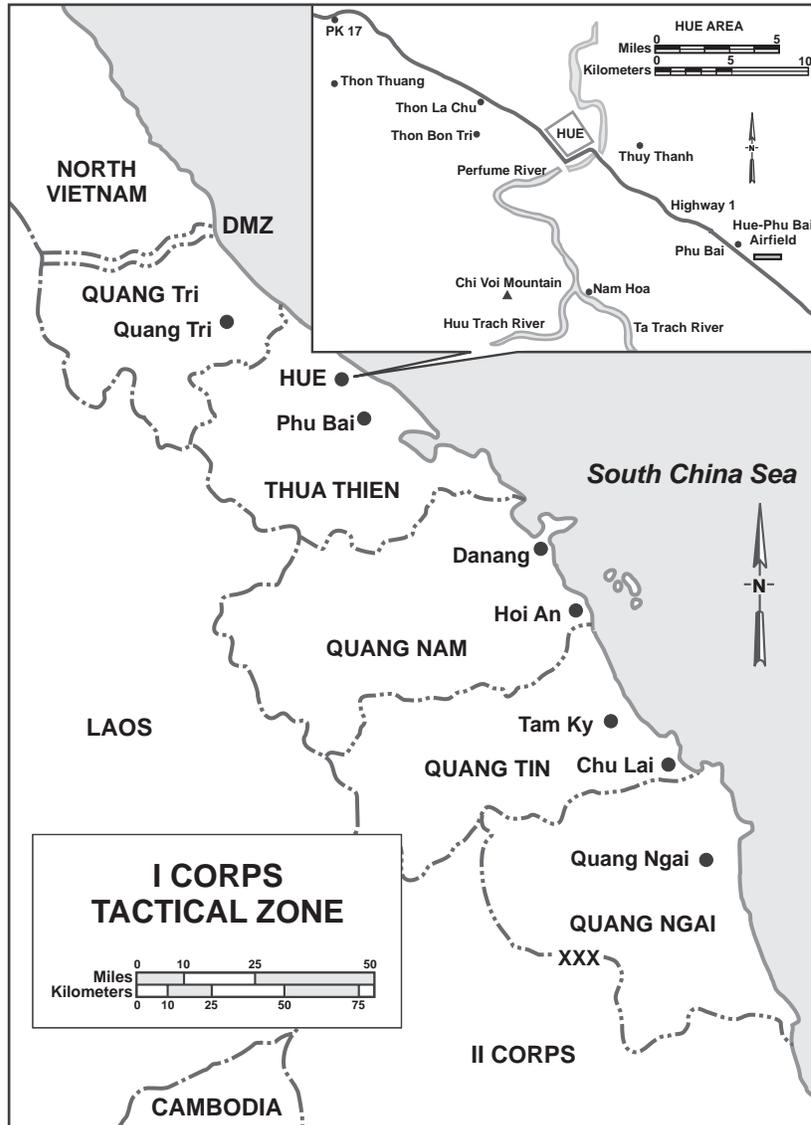 HUE AREA
0 5
Miles
Kilometers
0 5 10
PK 17
Thon Thuang
Thon La Chu
Thon Bon Tri
HUE
Thuy Thanh
N
Perfume River
Highway 1
Hue-Phu Bai
Airfield
Phu Bai
Chi Voi Mountain
Nam Hoa
Huu Trach River
Ta Trach River
NORTH
VIETNAM
DMZ
QUANG Tri
Quang Tri
HUE
Phu Bai
THUA THIEN
South China Sea
Danang
N
Hoi An
QUANG NAM
LAOS
Tam Ky
QUANG TIN
Chu Lai
Quang Ngai
QUANG NGAI
XXX
I CORPS
TACTICAL ZONE
0 10 25 50
Miles
Kilometers
0 10 25 50 75
II CORPS
CAMBODIA